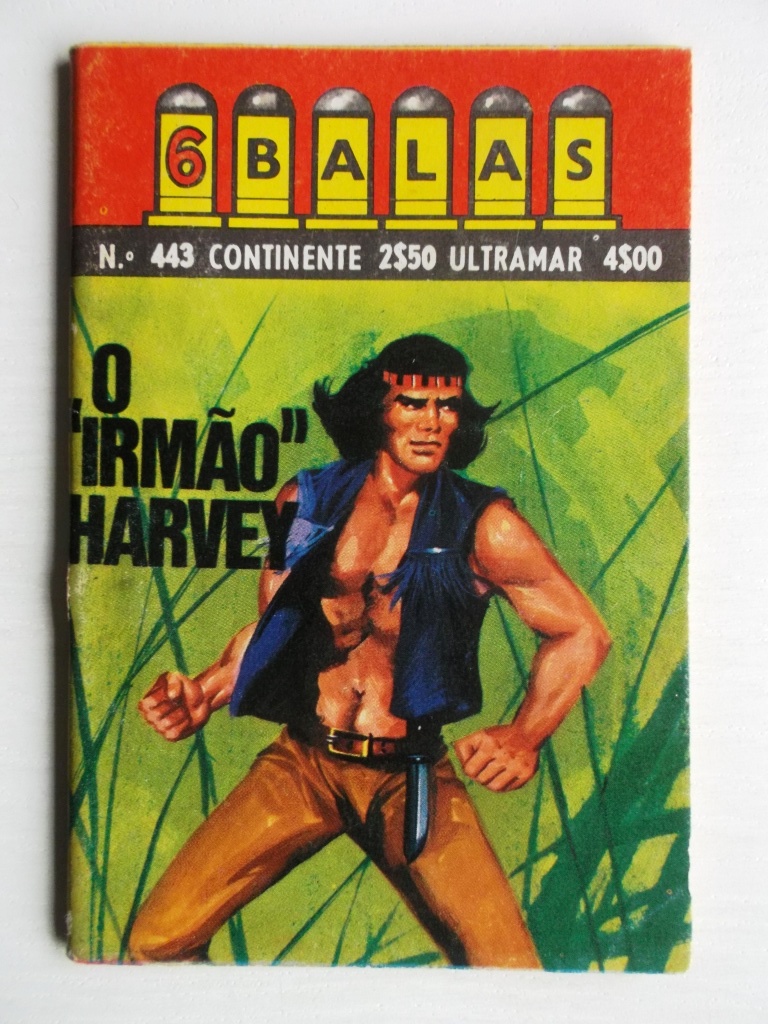 6 BALAS
N.º 443 CONTINENTE 2$50 ULTRAMAR 4$00
O
"IRMÃO"
HARVEY